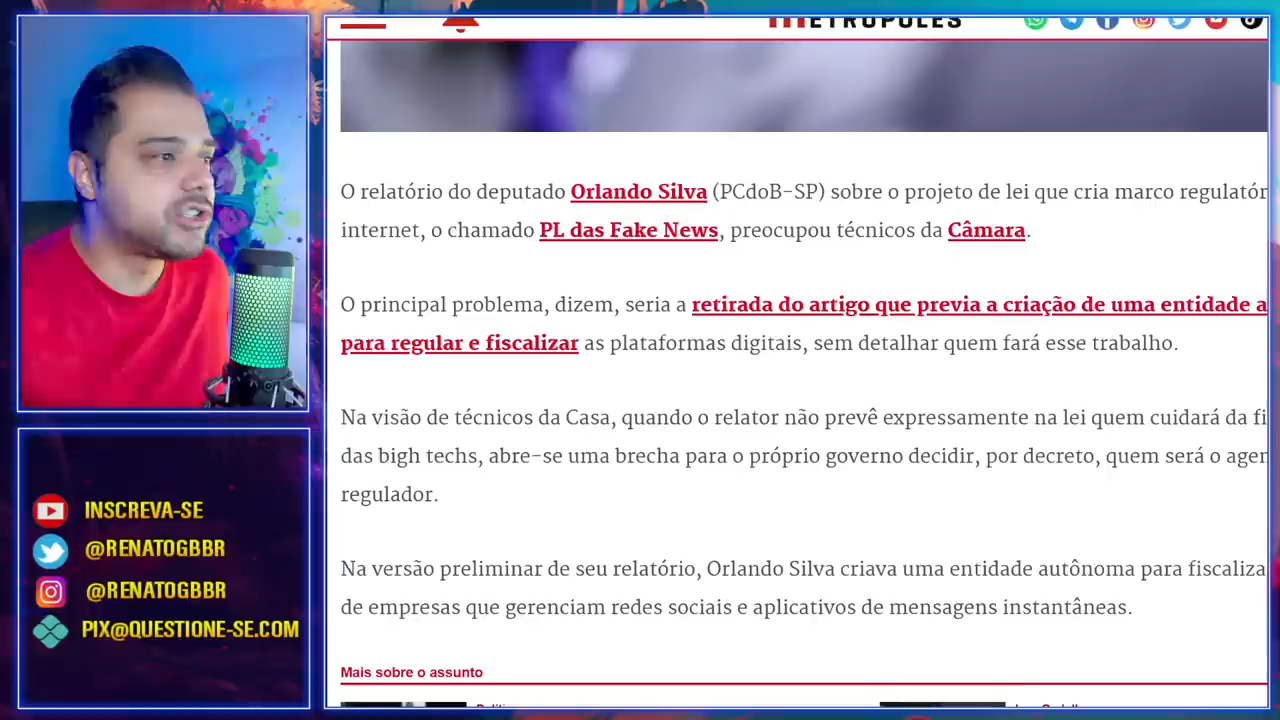 METRÓPOLES
O relatório do deputado Orlando Silva (PCdoB-SP) sobre o projeto de lei que cria marco
internet, o chamado PL das Fake News, preocupou técnicos da Câmara.
O principal problema, dizem, seria a retirada do artigo que previa a criação de uma entidade
para regular e fiscalizar as plataformas digitais, sem detalhar quem fará esse trabalho.
Na visão de técnicos da Casa, quando o relator não prevê expressamente na lei quem cuidará da
das bigh techs, abre-se uma brecha para o próprio governo decidir, por decreto, quem será o
regulador.
Na versão preliminar de seu relatório, Orlando Silva criava uma entidade autônoma para
de empresas que gerenciam redes sociais e aplicativos de mensagens instantâneas.
Mais sobre o assunto
INSCREVA-SE
@RENATOGBBR
@RENATOGBBR
PIX@QUESTIONE-SE.COM